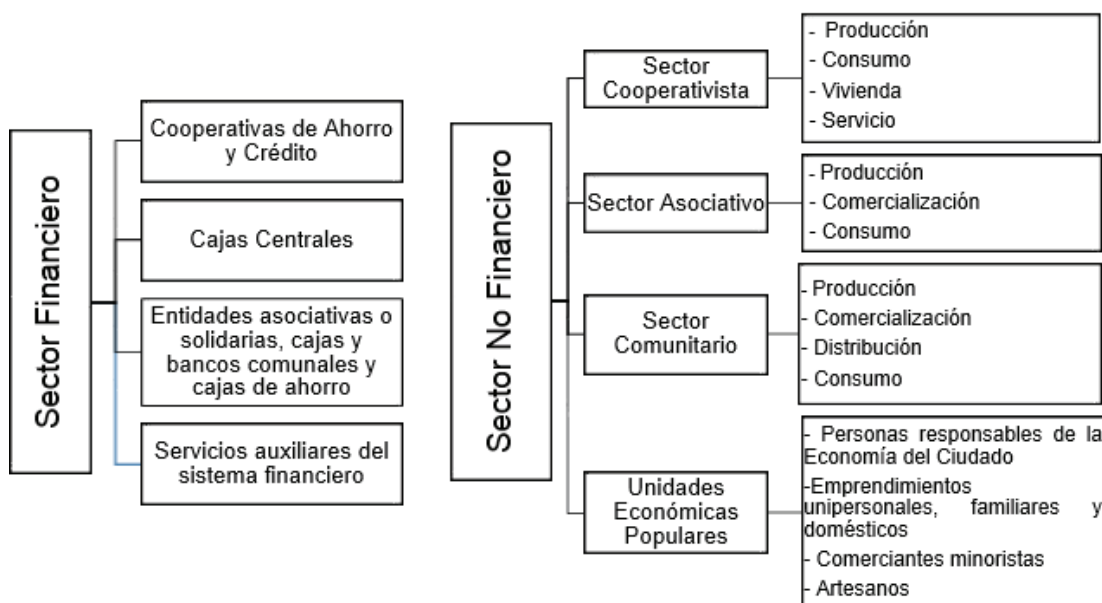 Sector Financiero
Cooperativas de Ahorro
y Crédito
Cajas Centrales
Entidades asociativas o
solidarias, cajas y
bancos comunales y
cajas de ahorro
Servicios auxiliares del
sistema financiero
Sector No Financiero
Sector
Cooperativista
- Producción
- Consumo
- Vivienda
- Servicio
Sector Asociativo
- Producción
- Comercialización
- Consumo
Sector
Comunitario
- Producción
- Comercialización
- Distribución
- Consumo
Unidades
Económicas
Populares
- Personas responsables de la
Economía del Ciudado
-Emprendimientos
unipersonales, familiares y
domésticos
- Comerciantes minoristas
- Artesanos